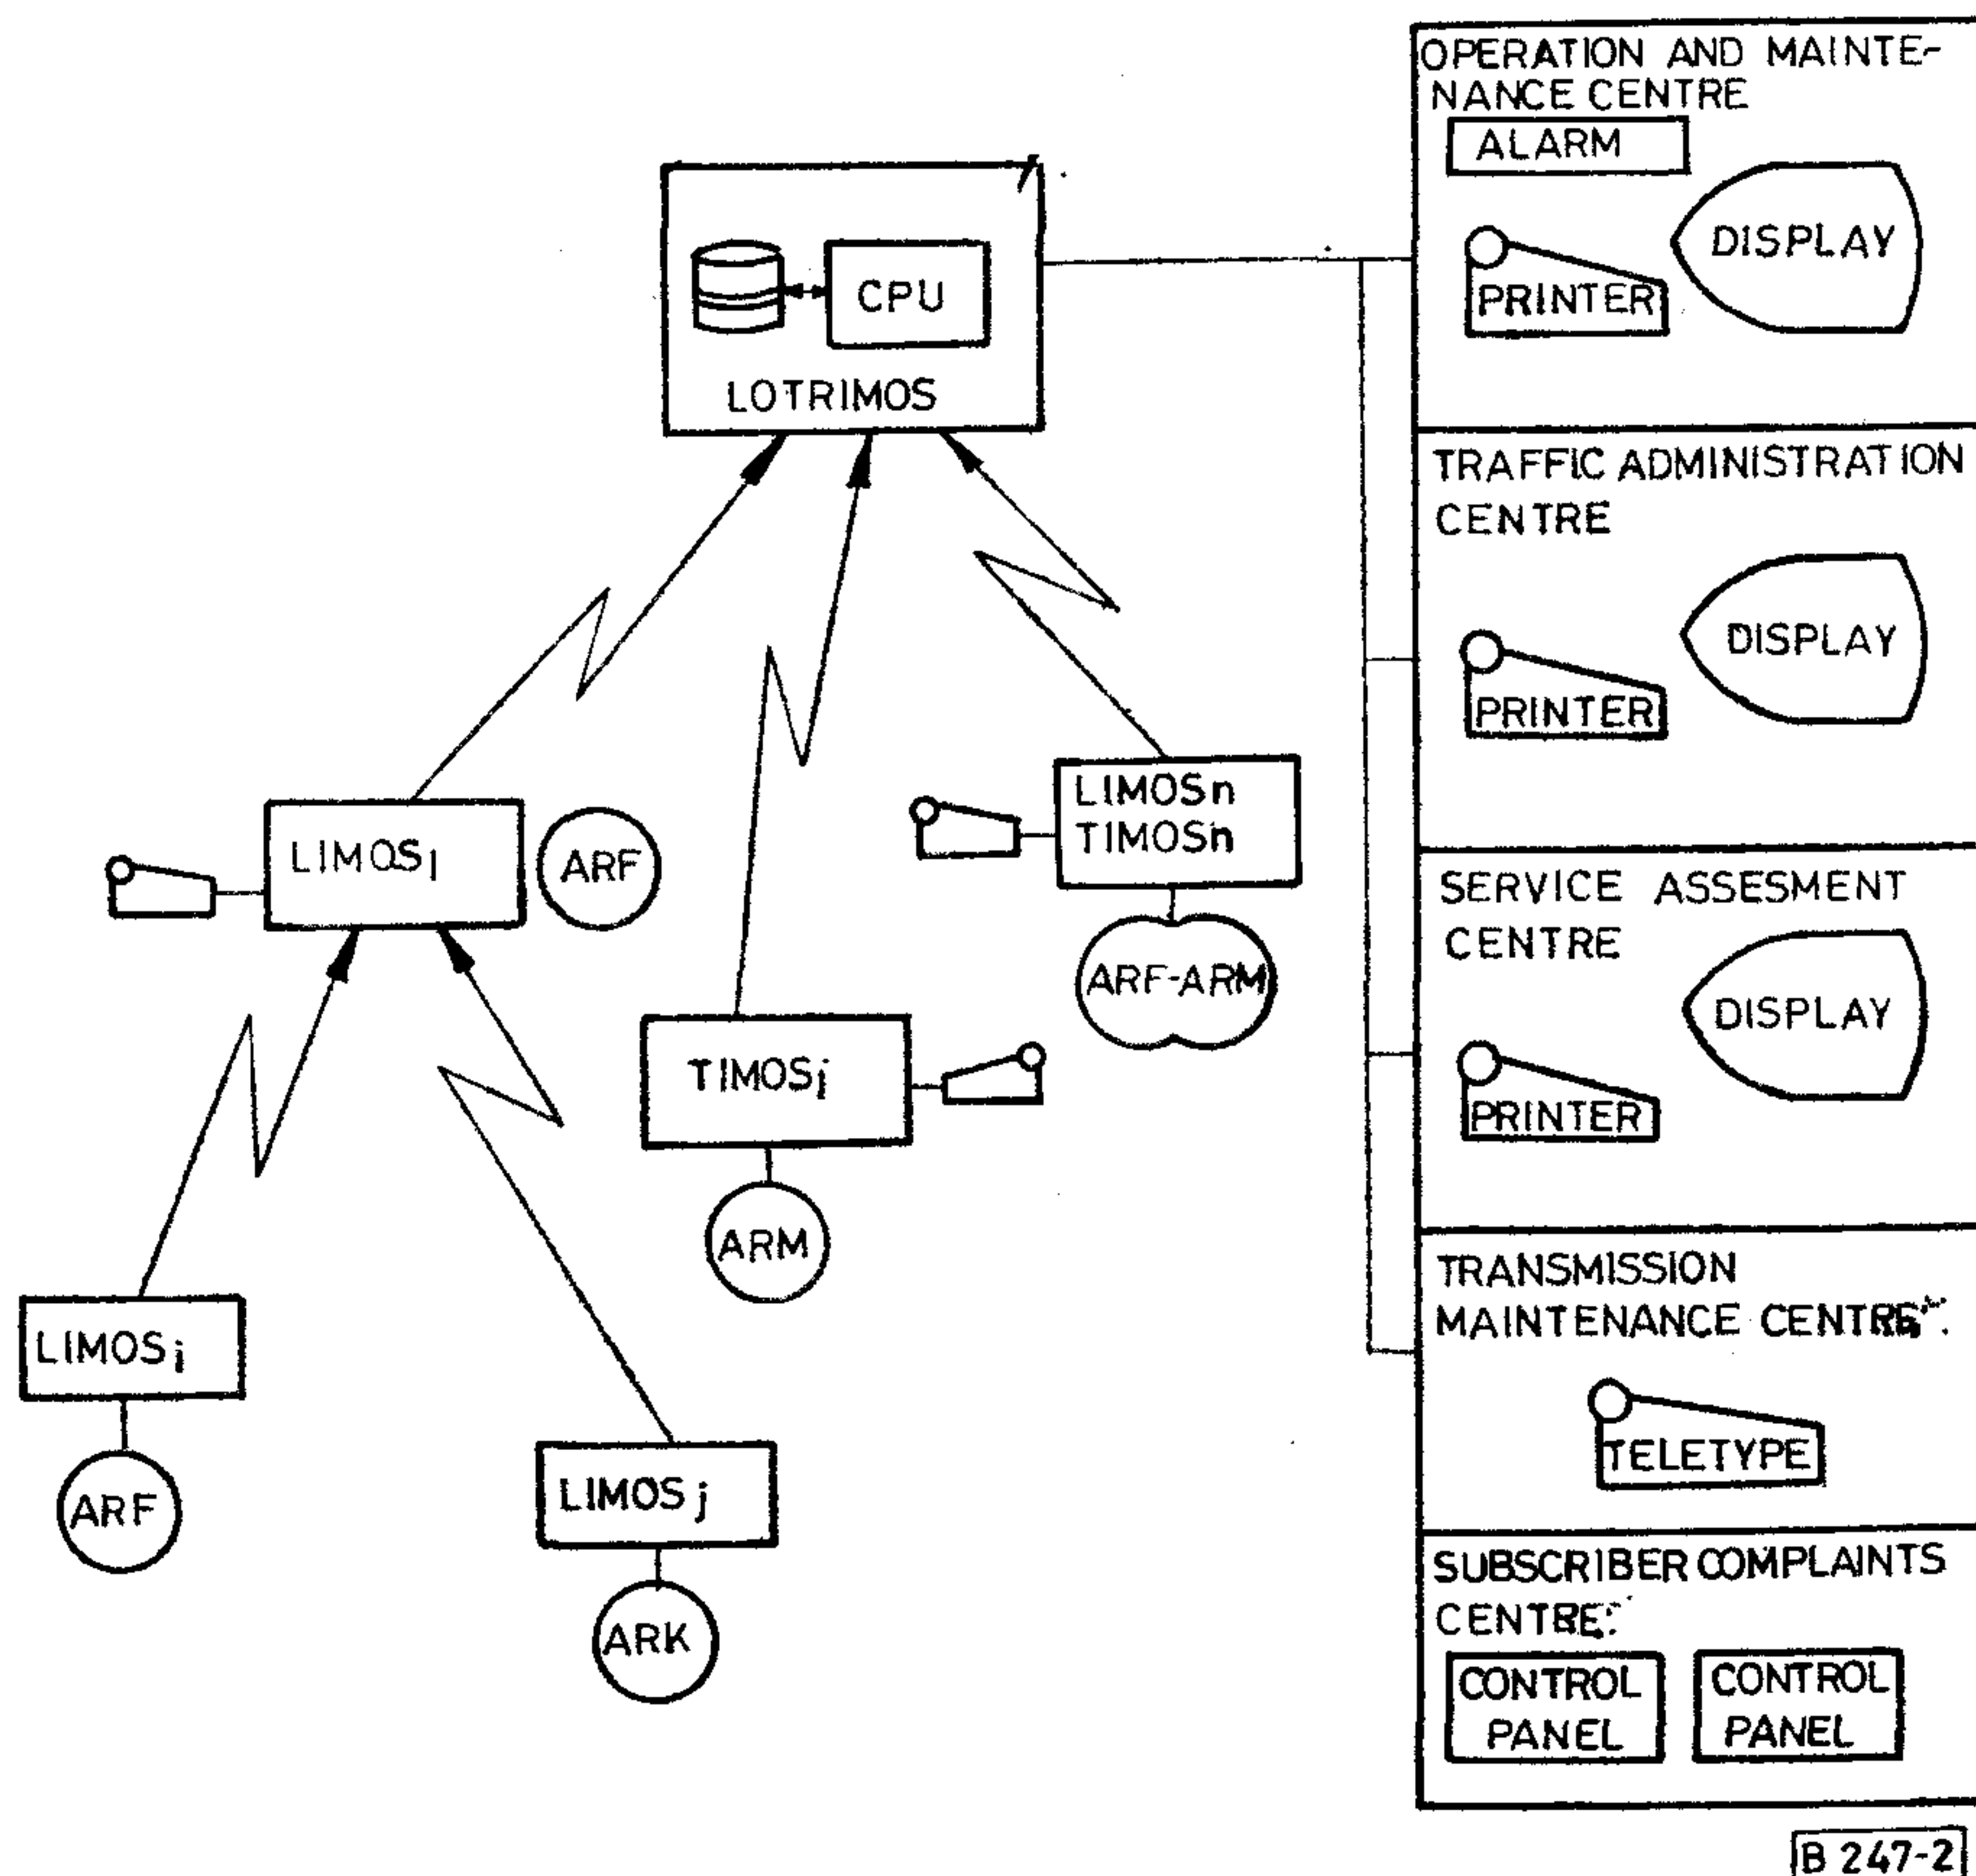 OPERATION AND MAINTE-
NANCE CENTRE
ALARM
DISPLAY
PRINTER
CPU
LOTRIMOS
TRAFFIC ADMINISTRATION
CENTRE
DISPLAY
PRINTER
LIMOSn
TIMOSn
ARF-ARM
LIMOS1
ARF
TIMOSj
ARM
SERVICE ASSESMENT
CENTRE
DISPLAY
PRINTER
LIMOSi
ARF
LIMOSj
ARK
TRANSMISSION
MAINTENANCE CENTRE
TELETYPE
SUBSCRIBER COMPLAINTS
CENTRE
CONTROL
PANEL
CONTROL
PANEL
B 247-2